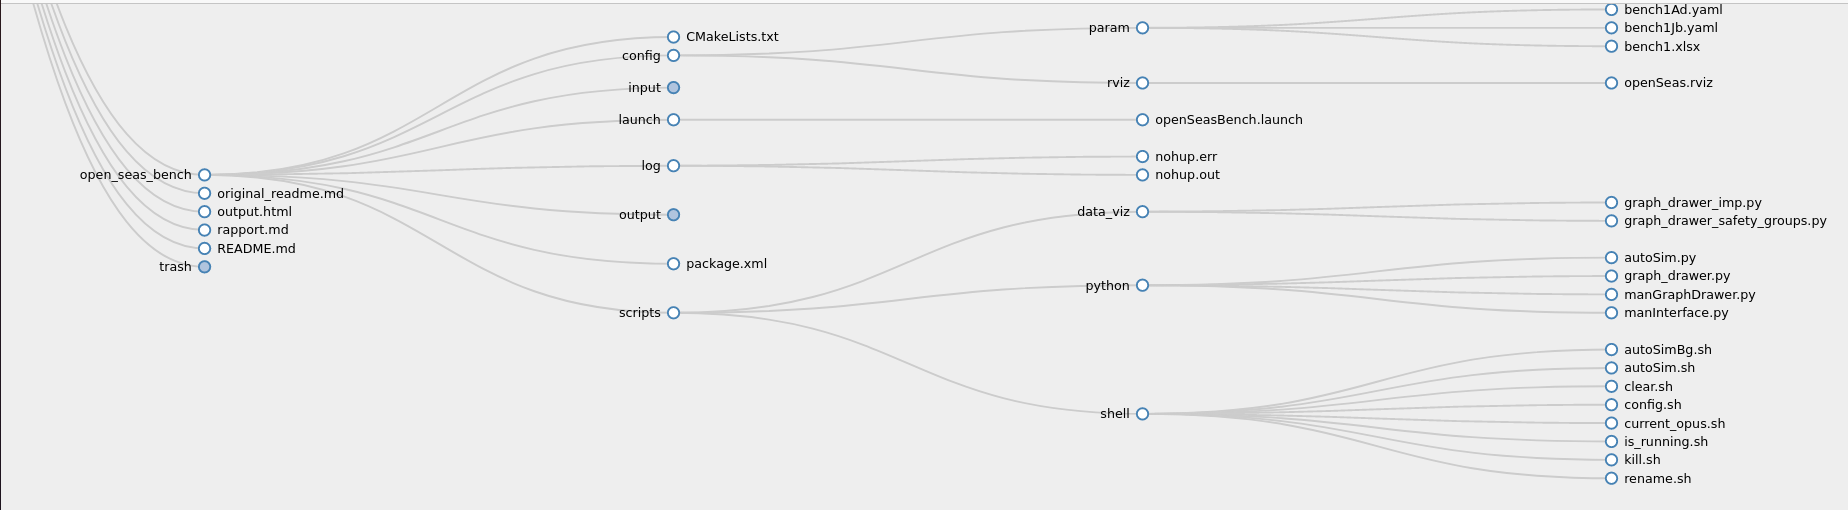 open_seas_bench
original_readme.md
output.html
rapport.md
README.md
trash
CMakeLists.txt
config
input
launch
log
output
package.xml
scripts
param
rviz
openSeasBench.launch
nohup.err
nohup.out
data_viz
python
shell
bench1Ad.yaml
bench1Jb.yaml
bench1.xlsx
openSeas.rviz
graph_drawer_imp.py
graph_drawer_safety_groups.py
autoSim.py
graph_drawer.py
manGraphDrawer.py
manInterface.py
autoSimBg.sh
autoSim.sh
clear.sh
config.sh
current_opus.sh
is_running.sh
kill.sh
rename.sh